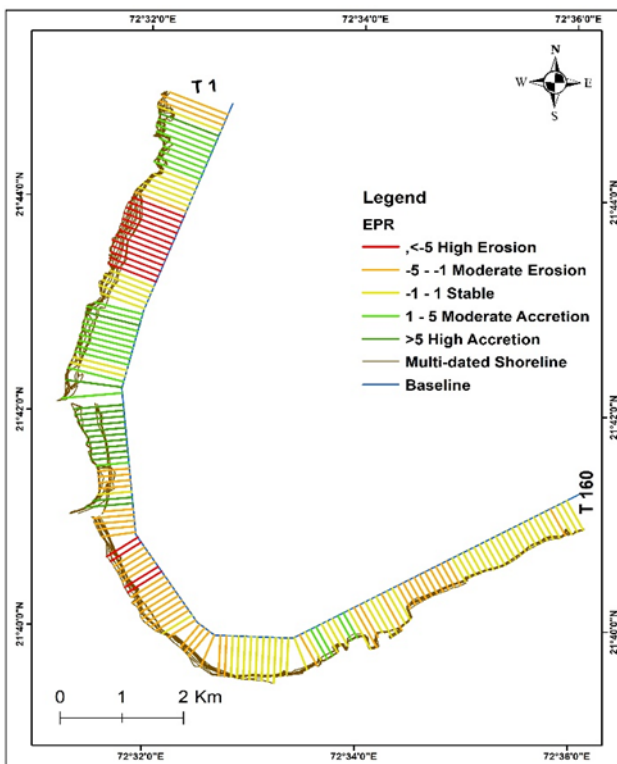 72°32'0"E 72°34'0"E 72°36'0"E
T 1
N
W E
S
21°44'0"N 21°44'0"N
Legend
EPR
,<-5 High Erosion
-5 - -1 Moderate Erosion
-1 - 1 Stable
1 - 5 Moderate Accretion
>5 High Accretion
Multi-dated Shoreline
Baseline
21°42'0"N 21°42'0"N
T 160
21°40'0"N 21°40'0"N
0 1 2 Km
72°32'0"E 72°34'0"E 72°36'0"E